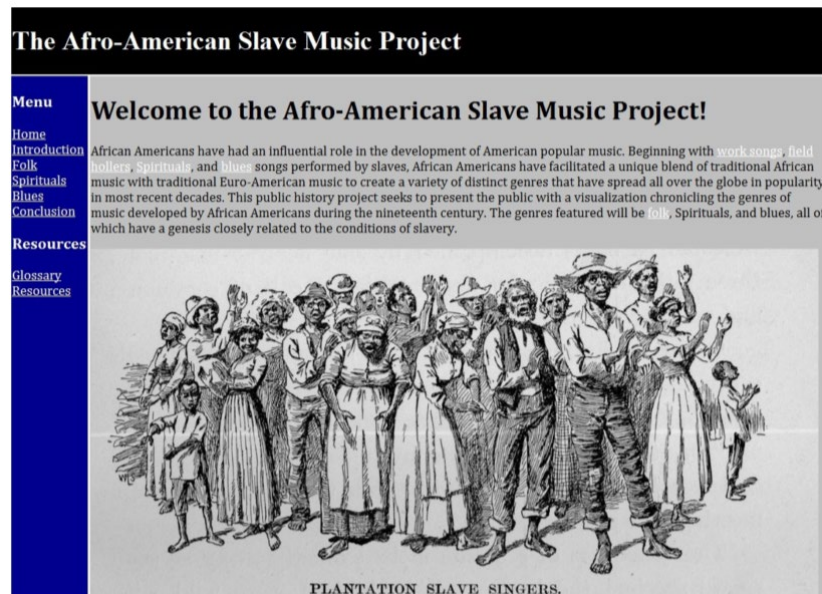 The Afro-American Slave Music Project
Menu
Home
Introduction
Folk
Spirituals
Blues
Conclusion
Resources
Glossary
Resources
Welcome to the Afro-American Slave Music Project!
African Americans have had an influential role in the development of American popular music. Beginning with work songs, field
hollers, Spirituals, and blues songs performed by slaves, African Americans have facilitated a unique blend of traditional African
music with traditional Euro-American music to create a variety of distinct genres that have spread all over the globe in popularity
in most recent decades. This public history project seeks to present the public with a visualization chronicling the genres of
music developed by African Americans during the nineteenth century. The genres featured will be folk, Spirituals, and blues, all of
which have a genesis closely related to the conditions of slavery.
PLANTATION SLAVE SINGERS.